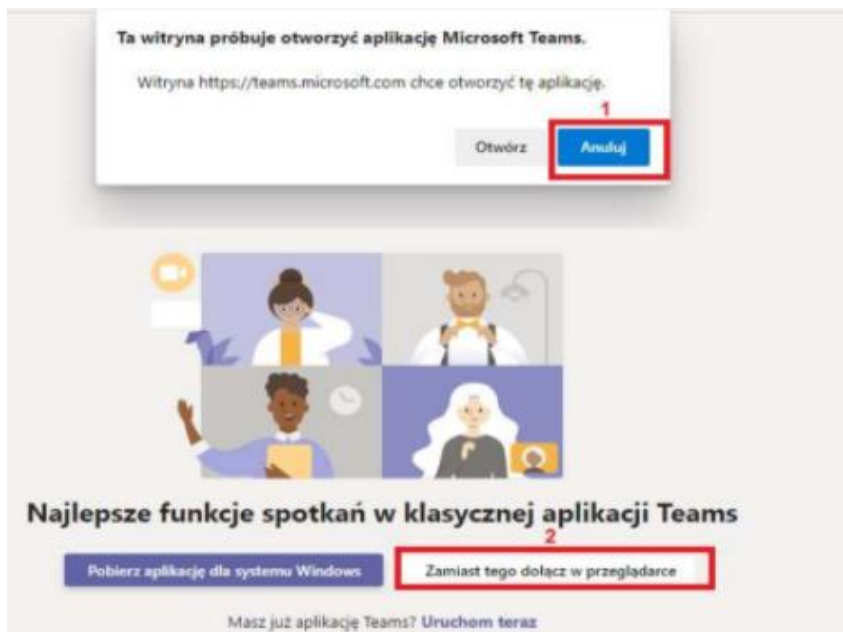 Ta witryna próbuje otworzyć aplikację Microsoft Teams.
Witryna https://teams.microsoft.com chce otworzyć tę aplikację.
1
Otwórz
Anuluj
Najlepsze funkcje spotkań w klasycznej aplikacji Teams
2
Pobierz aplikację dla systemu Windows
Zamiast tego dołącz w przeglądarce
Masz już aplikację Teams? Uruchom teraz